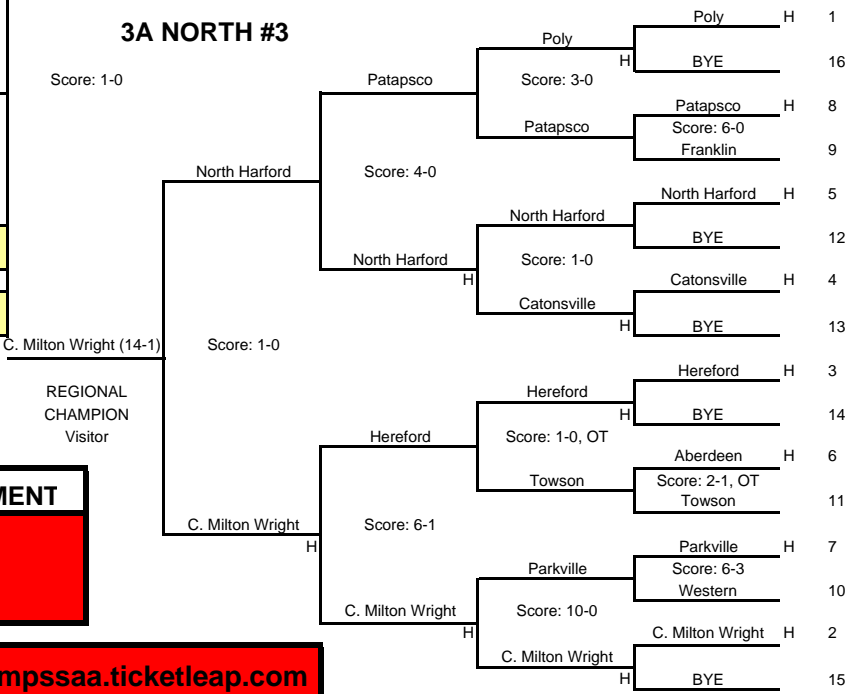 3A NORTH #3
Score: 1-0
Poly H 1
BYE 16
Poly
H
Score: 3-0
Patapsco H 8
Score: 6-0
Franklin 9
Patapsco
Patapsco
Score: 4-0
North Harford
North Harford H 5
BYE 12
North Harford
Score: 1-0
North Harford
H
Catonsville H 4
BYE 13
Catonsville
H
C. Milton Wright (14-1)
Score: 1-0
REGIONAL
CHAMPION
Visitor
Hereford H 3
BYE 14
Hereford
H
Score: 1-0, OT
Aberdeen H 6
Score: 2-1, OT
Towson 11
Towson
Hereford
Score: 6-1
C. Milton Wright
H
Parkville H 7
Score: 6-3
Western 10
Parkville
Score: 10-0
C. Milton Wright
H
C. Milton Wright H 2
BYE 15
C. Milton Wright
H
MENT
mpssaa.ticketleap.com